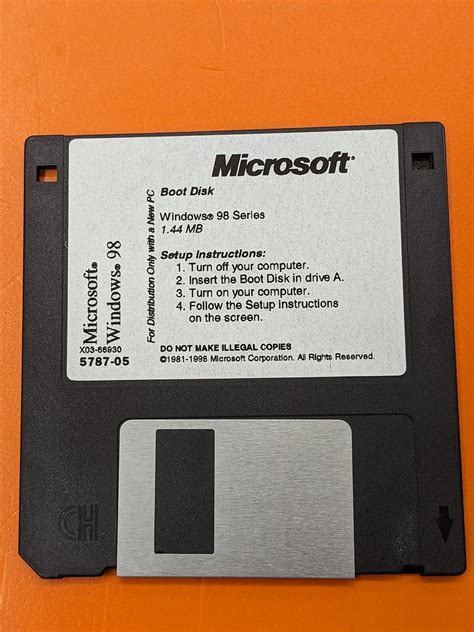 Microsoft®
Boot Disk
Windows® 98 Series
1.44 MB
Setup Instructions:
1. Turn off your computer.
2. Insert the Boot Disk in drive A.
3. Turn on your computer.
4. Follow the Setup Instructions
on the screen.
DO NOT MAKE ILLEGAL COPIES
©1981-1998 Microsoft Corporation. All Rights Reserved.
For Distribution Only with a New PC
Microsoft®
Windows® 98
X03-66930
5787-05
CH